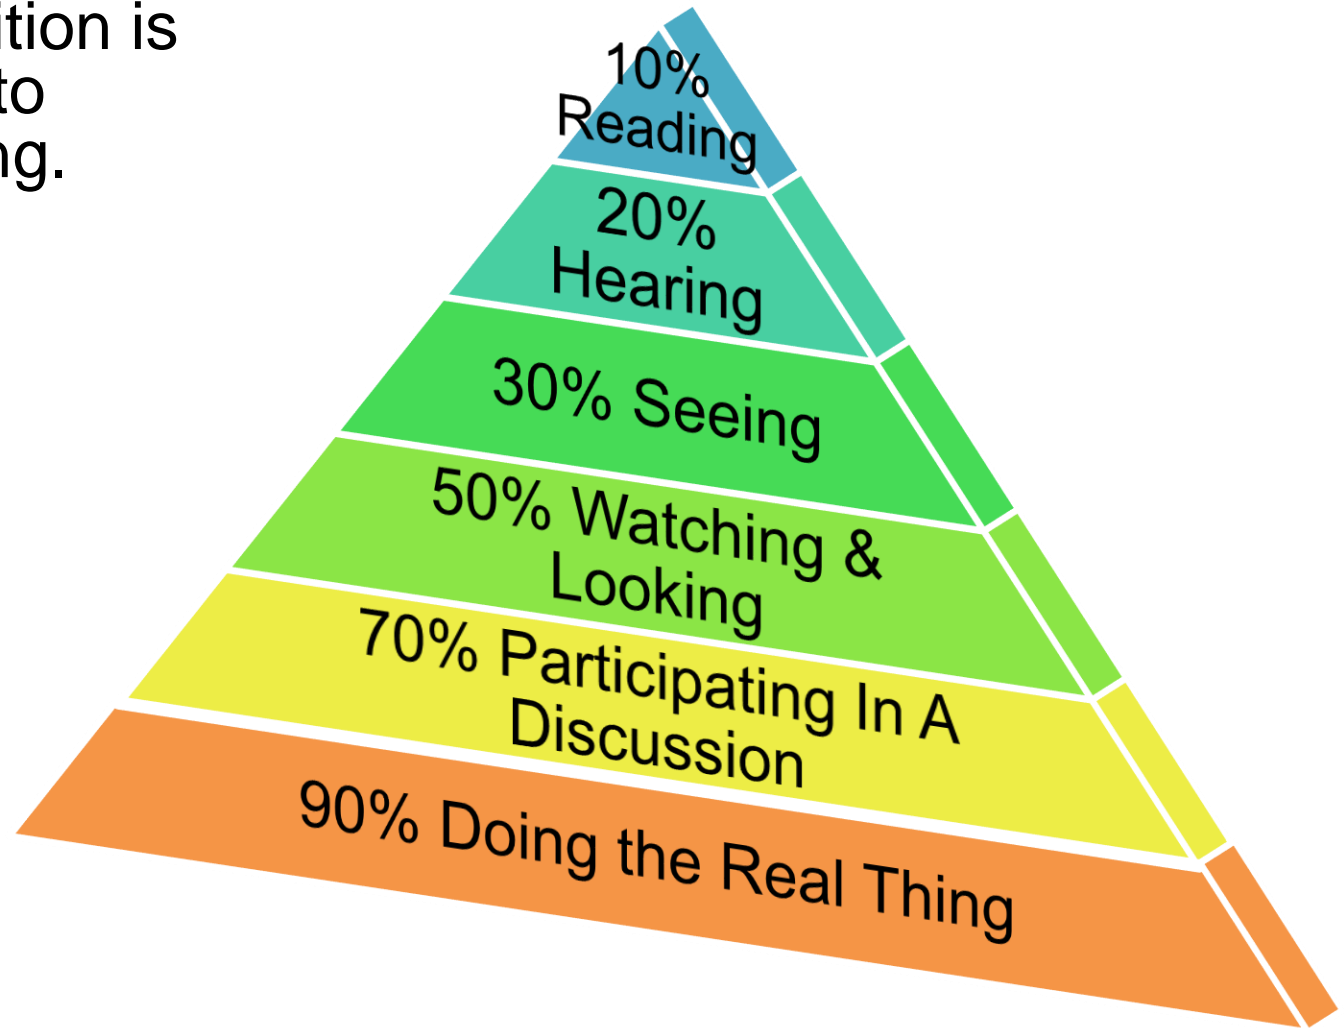 ition is
to
ng.
10%
Reading
20%
Hearing
30% Seeing
50% Watching &
Looking
70% Participating In A
Discussion
90% Doing the Real Thing